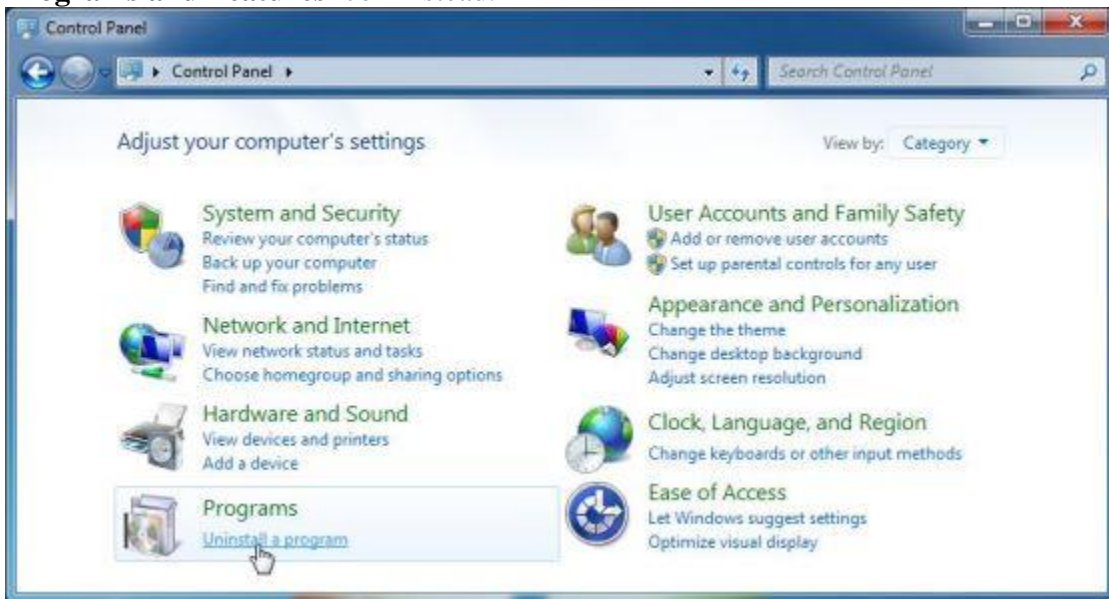 Programs and Features icon instead.
Control Panel
Control Panel
Search Control Panel
Adjust your computer's settings
View by: Category
System and Security
Review your computer's status
Back up your computer
Find and fix problems
Network and Internet
View network status and tasks
Choose homegroup and sharing options
Hardware and Sound
View devices and printers
Add a device
Programs
Uninstall a program
User Accounts and Family Safety
Add or remove user accounts
Set up parental controls for any user
Appearance and Personalization
Change the theme
Change desktop background
Adjust screen resolution
Clock, Language, and Region
Change keyboards or other input methods
Ease of Access
Let Windows suggest settings
Optimize visual display